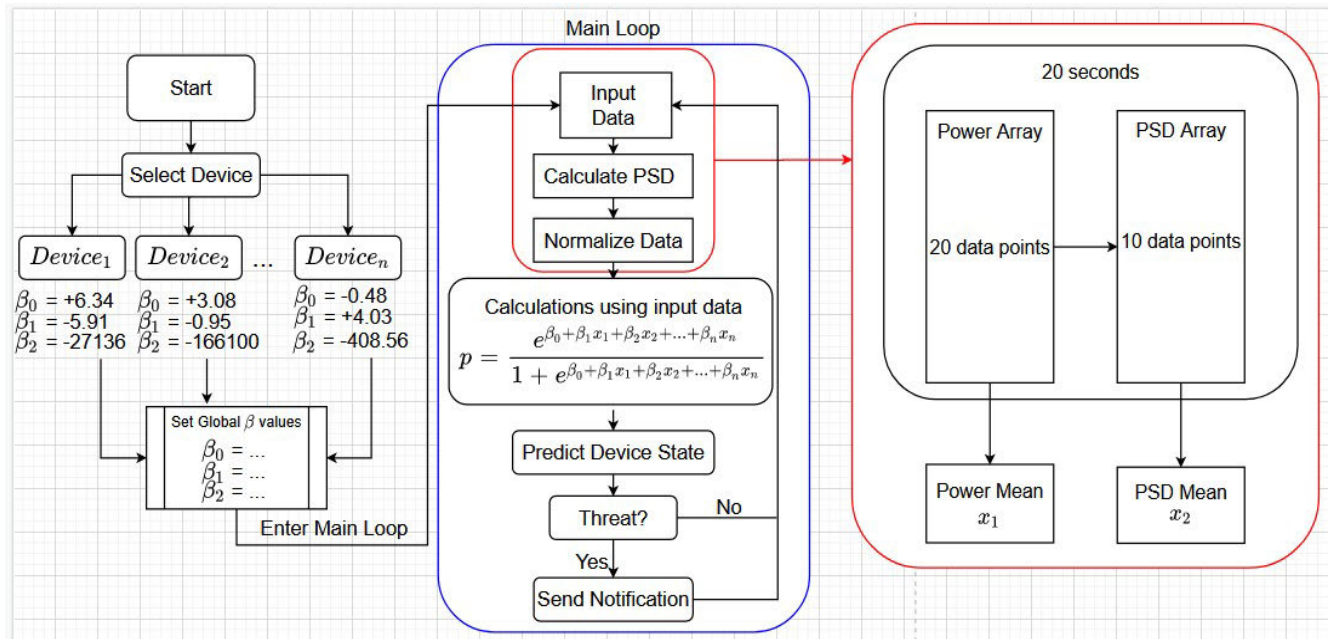 Start
Select Device
Device₁
Device₂
...
Deviceₙ
β₀ = +6.34
β₁ = -5.91
β₂ = -27136
β₀ = +3.08
β₁ = -0.95
β₂ = -166100
β₀ = -0.48
β₁ = +4.03
β₂ = -408.56
Set Global β values
β₀ = ...
β₁ = ...
β₂ = ...
Enter Main Loop
Main Loop
Input
Data
Calculate PSD
Normalize Data
Calculations using input data
p = e^(β₀+β₁x₁+β₂x₂+...+βₙxₙ) / 1 + e^(β₀+β₁x₁+β₂x₂+...+βₙxₙ)
Predict Device State
Threat?
No
Yes
Send Notification
20 seconds
Power Array
20 data points
PSD Array
10 data points
Power Mean
x₁
PSD Mean
x₂